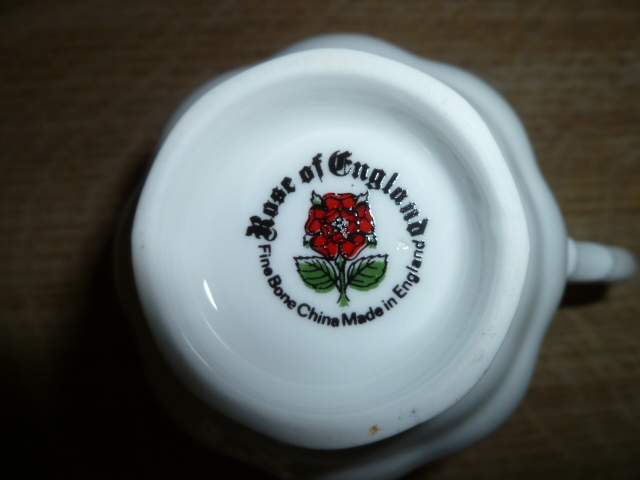 Rose of England
Fine Bone China Made in England